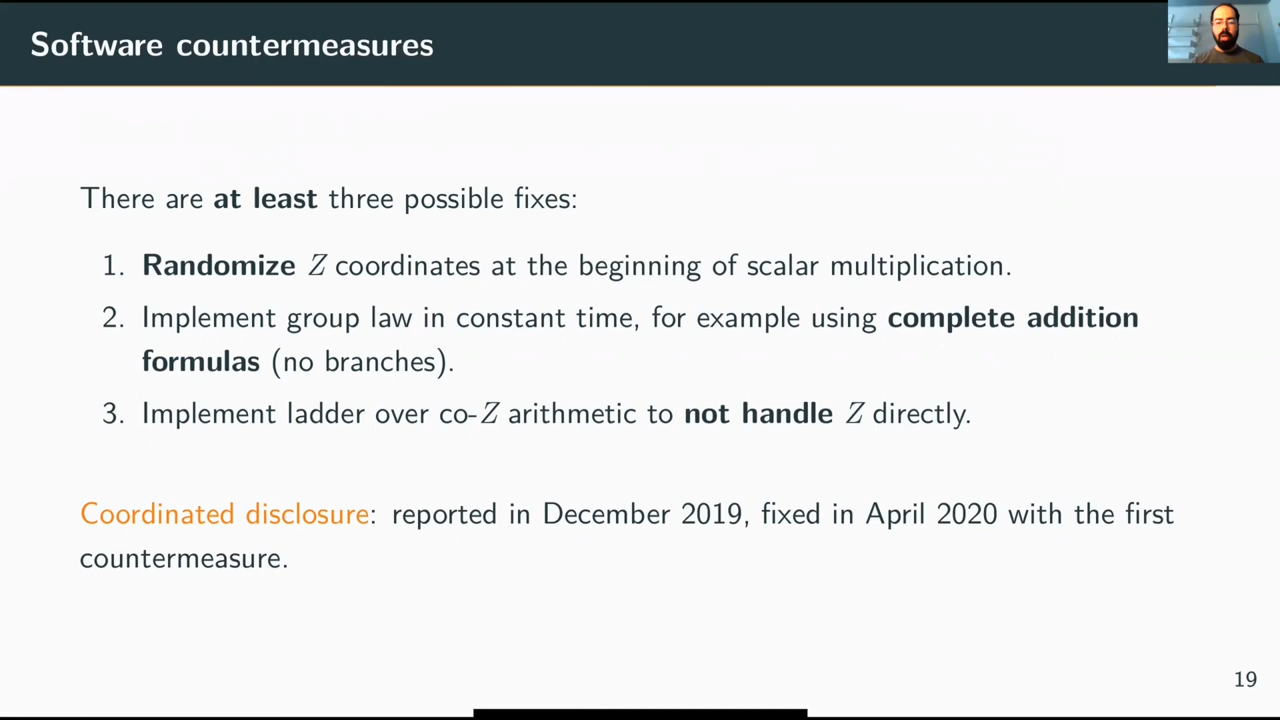 Software countermeasures
There are at least three possible fixes:
1. Randomize Z coordinates at the beginning of scalar multiplication.
2. Implement group law in constant time, for example using complete addition
formulas (no branches).
3. Implement ladder over co-Z arithmetic to not handle Z directly.
Coordinated disclosure: reported in December 2019, fixed in April 2020 with the first
countermeasure.
19